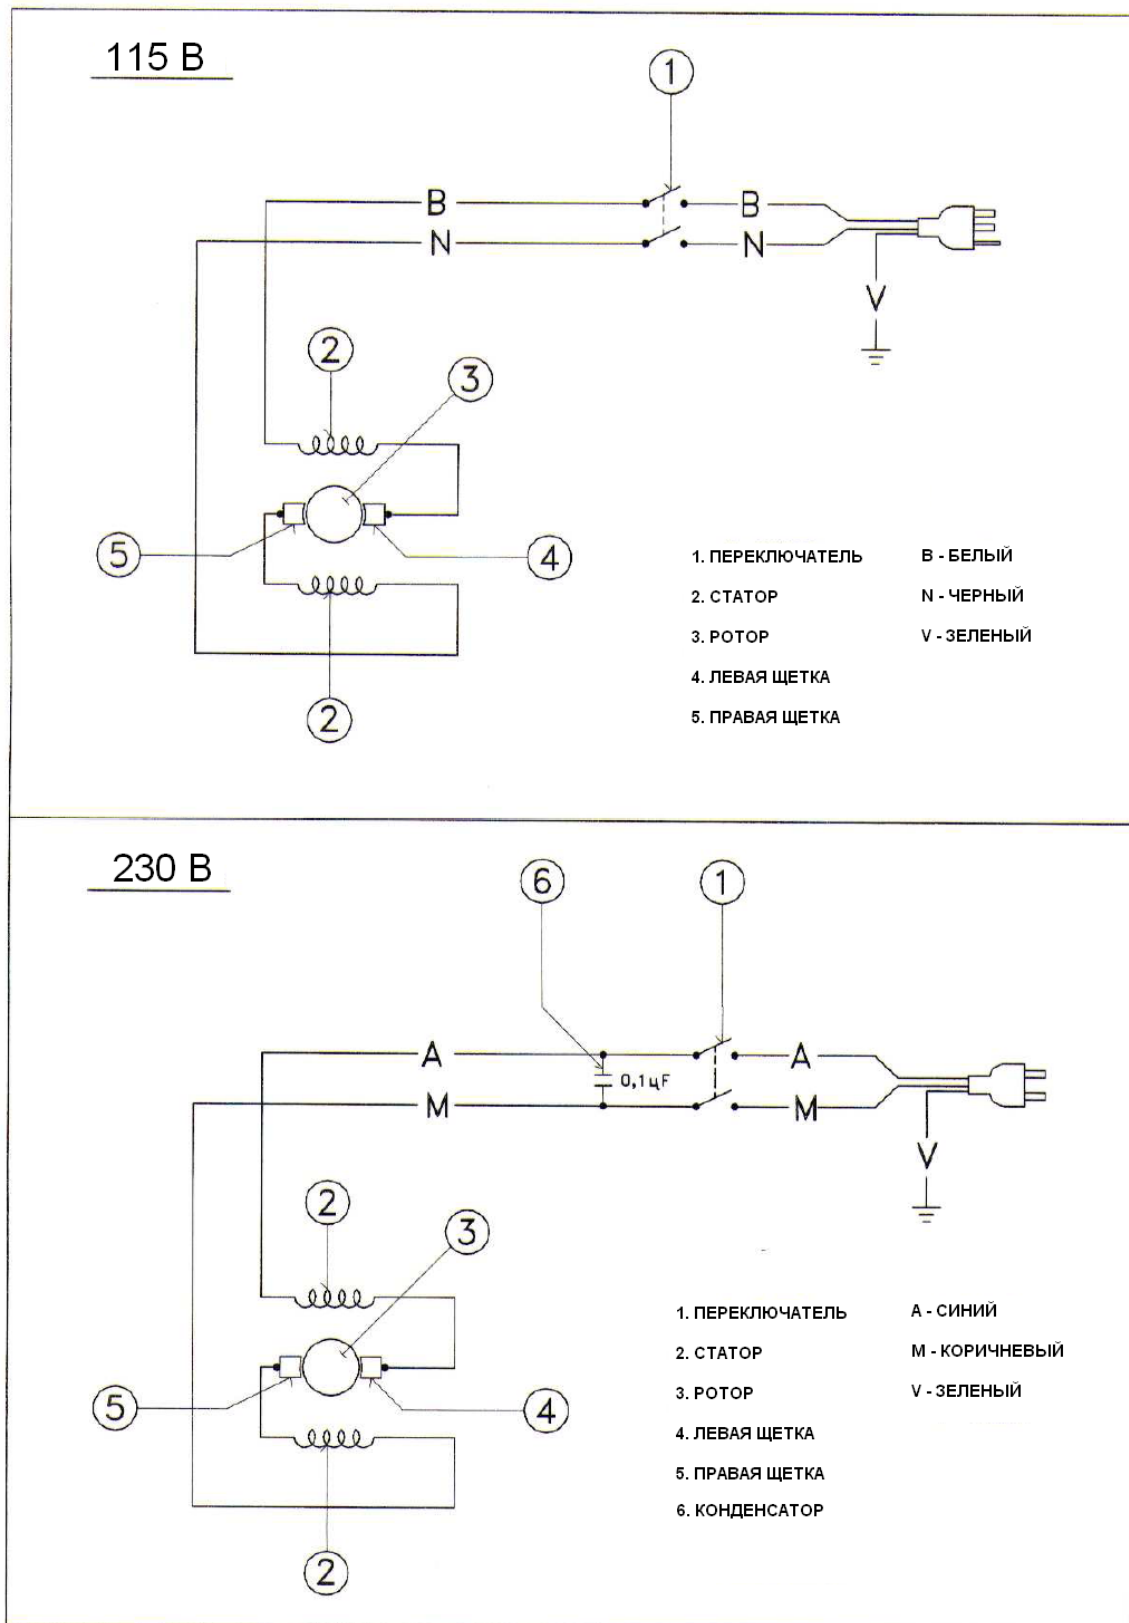 115 В
1
B
B
N
N
V
2
3
5
4
2
1. ПЕРЕКЛЮЧАТЕЛЬ
B - БЕЛЫЙ
2. СТАТОР
N - ЧЕРНЫЙ
3. РОТОР
V - ЗЕЛЕНЫЙ
4. ЛЕВАЯ ЩЕТКА
5. ПРАВАЯ ЩЕТКА
230 В
6
1
A
A
0,1 µF
M
M
V
2
3
5
4
2
1. ПЕРЕКЛЮЧАТЕЛЬ
A - СИНИЙ
2. СТАТОР
M - КОРИЧНЕВЫЙ
3. РОТОР
V - ЗЕЛЕНЫЙ
4. ЛЕВАЯ ЩЕТКА
5. ПРАВАЯ ЩЕТКА
6. КОНДЕНСАТОР